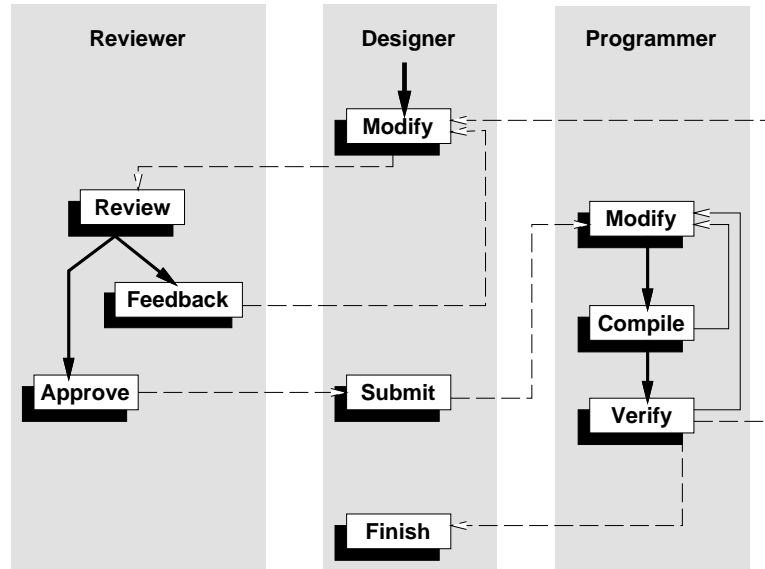 Reviewer
Designer
Programmer
Modify
Review
Modify
Feedback
Compile
Approve
Submit
Verify
Finish